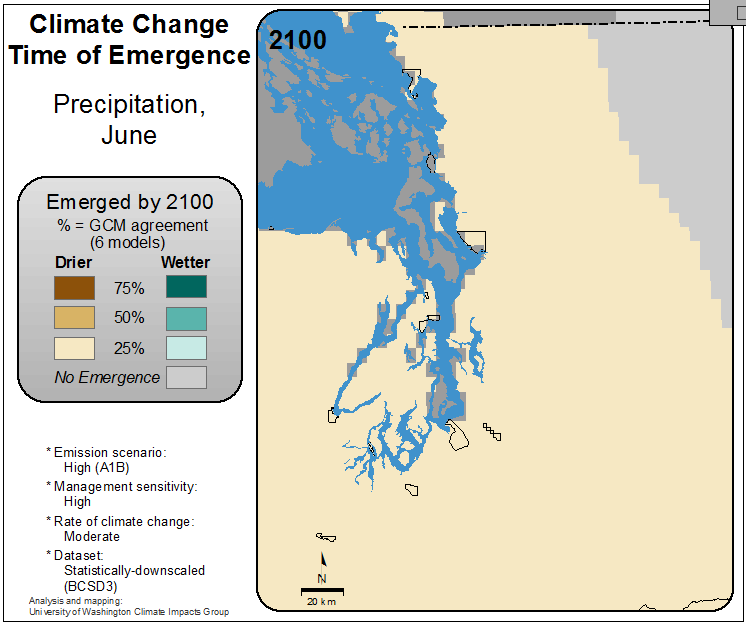 Climate Change
Time of Emergence
Precipitation,
June
Emerged by 2100
% = GCM agreement
(6 models)
Drier Wetter
75%
50%
25%
No Emergence
* Emission scenario:
High (A1B)
* Management sensitivity:
High
* Rate of climate change:
Moderate
* Dataset:
Statistically-downscaled
(BCSD3)
Analysis and mapping:
University of Washington Climate Impacts Group
2100
N
20 km